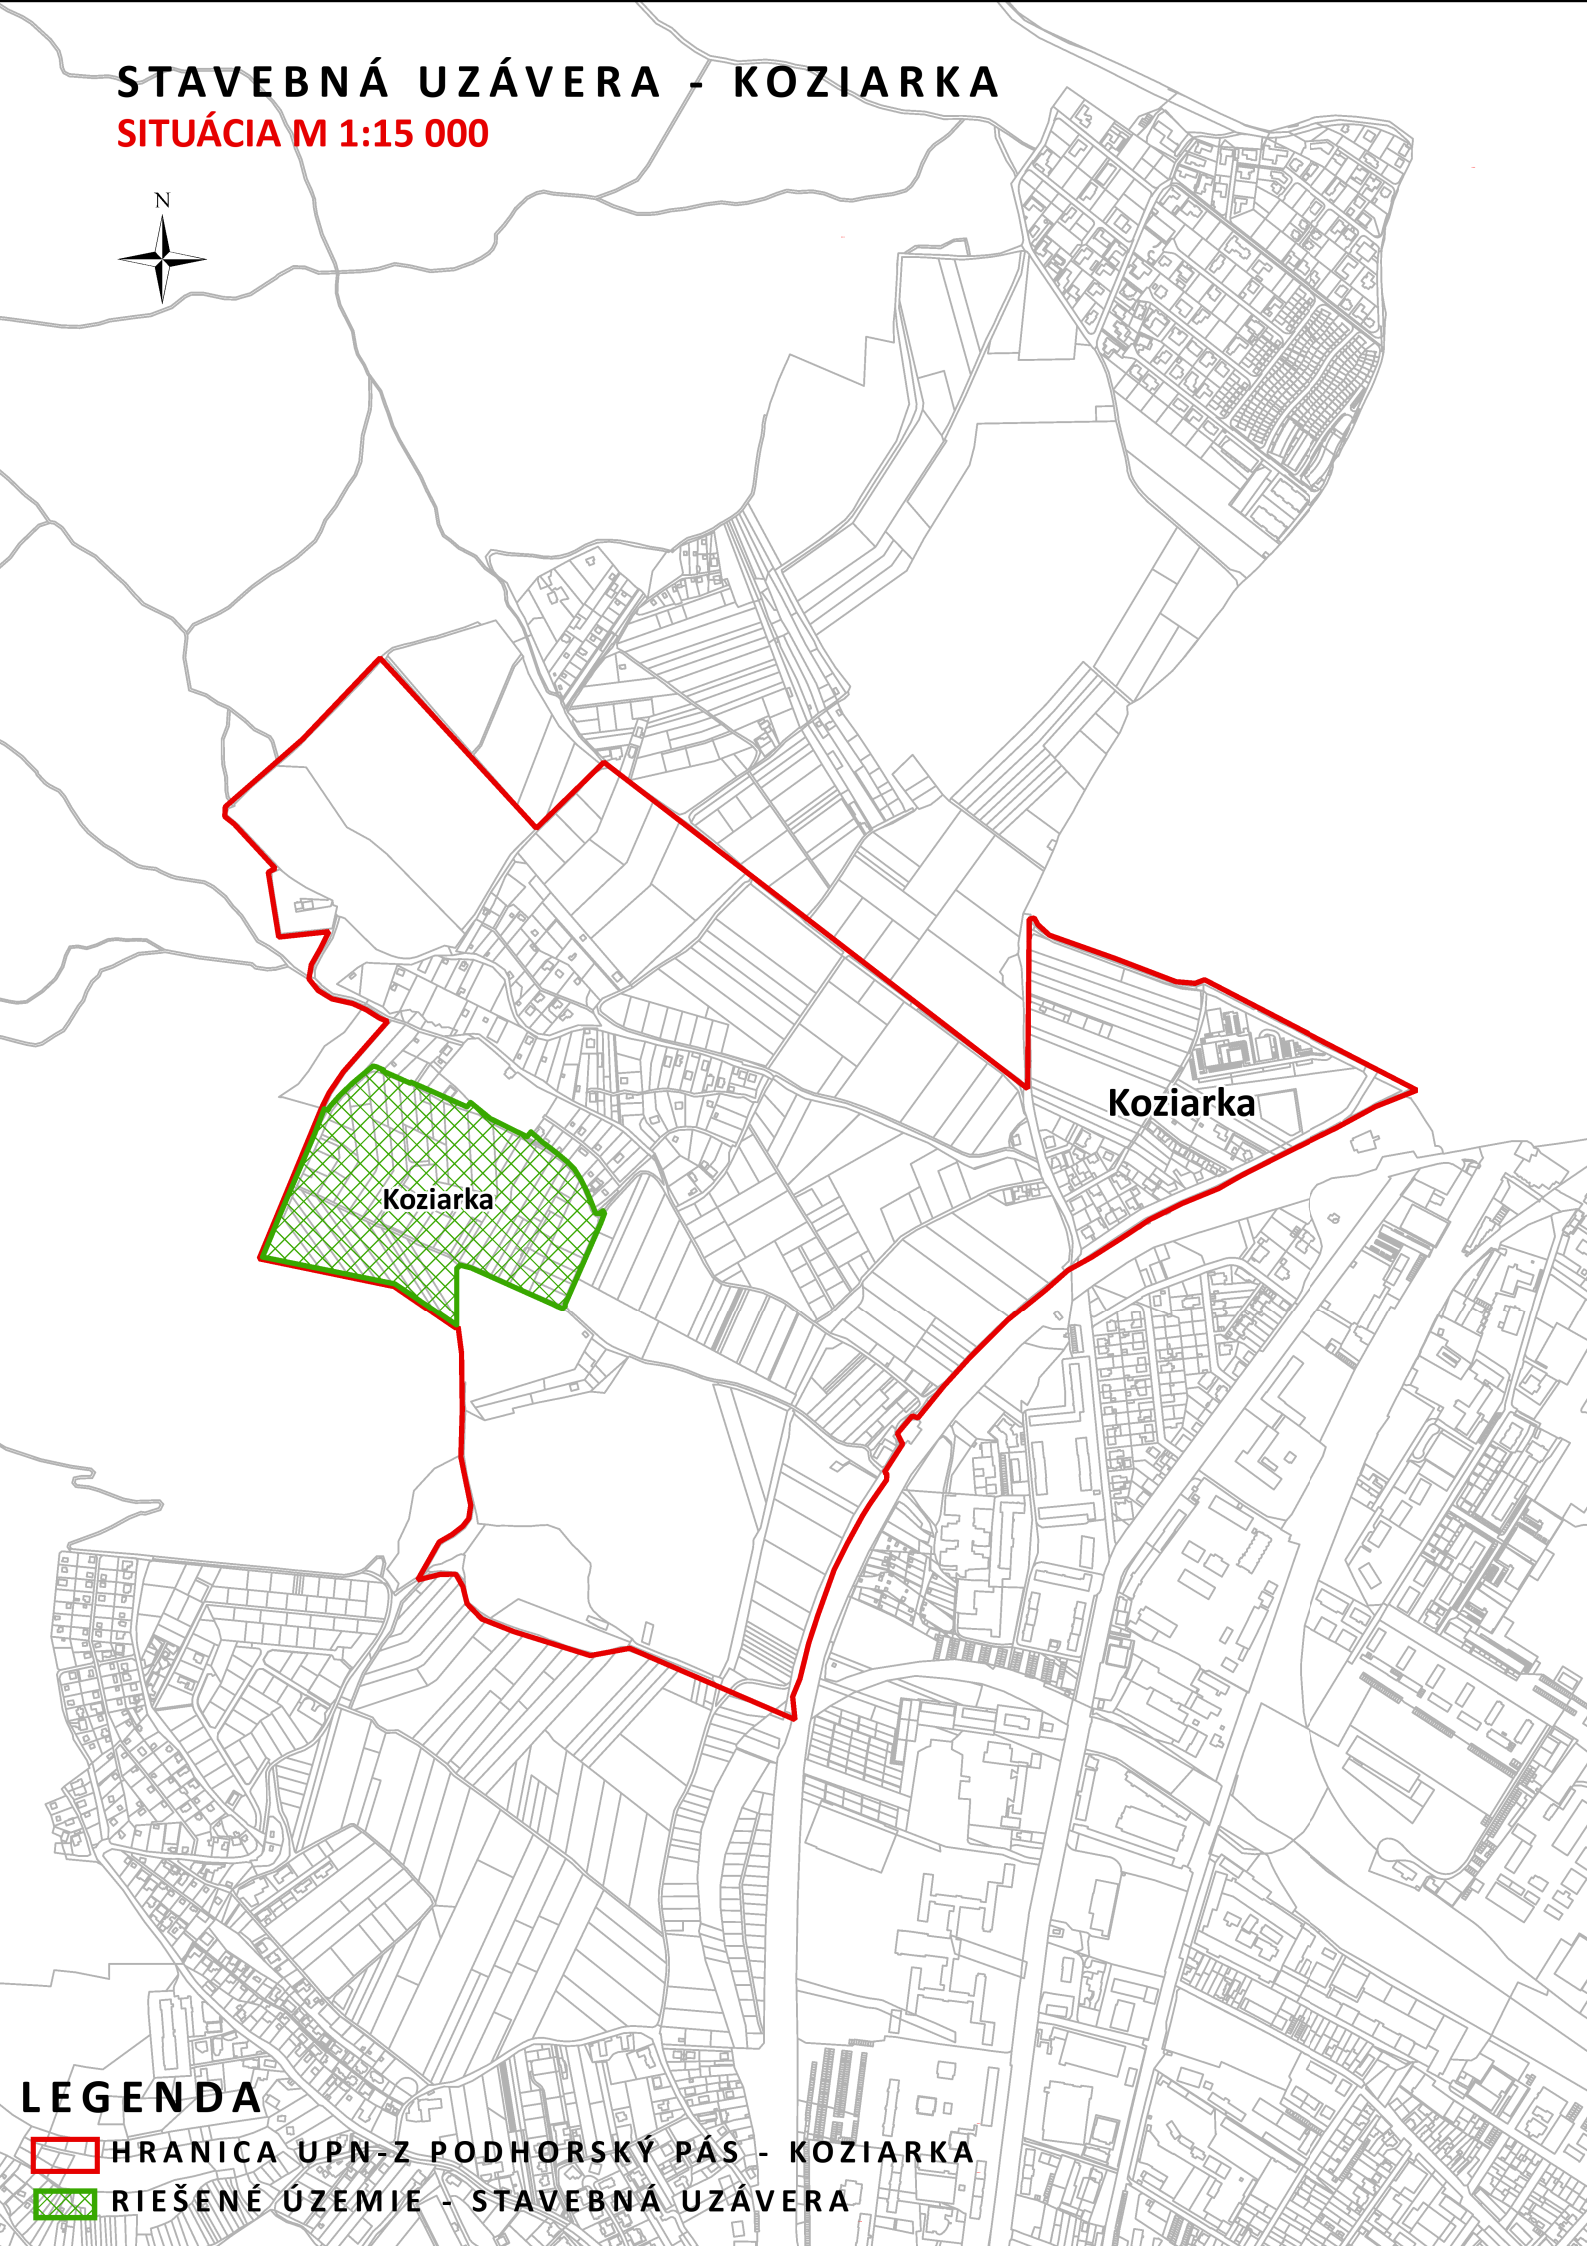 STAVEBNÁ UZÁVERA - KOZIARKA
SITUÁCIA M 1:15 000
N
Koziarka
Koziarka
LEGENDA
HRANICA UPN-Z PODHORSKÝ PÁS - KOZIARKA
RIEŠENÉ ÚZEMIE - STAVEBNÁ UZÁVERA